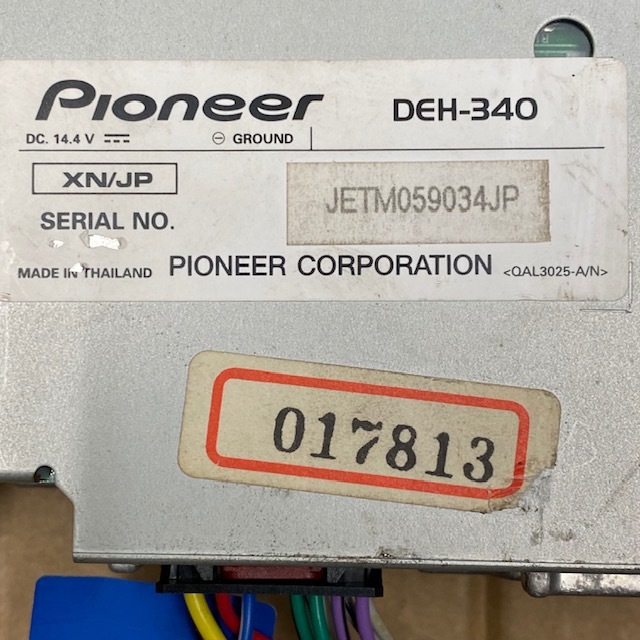 Pioneer DEH-340
DC. 14.4 V ⎓ ⊖ GROUND
XN/JP
SERIAL NO. JETM059034JP
MADE IN THAILAND PIONEER CORPORATION <QAL3025-A/N>
017813